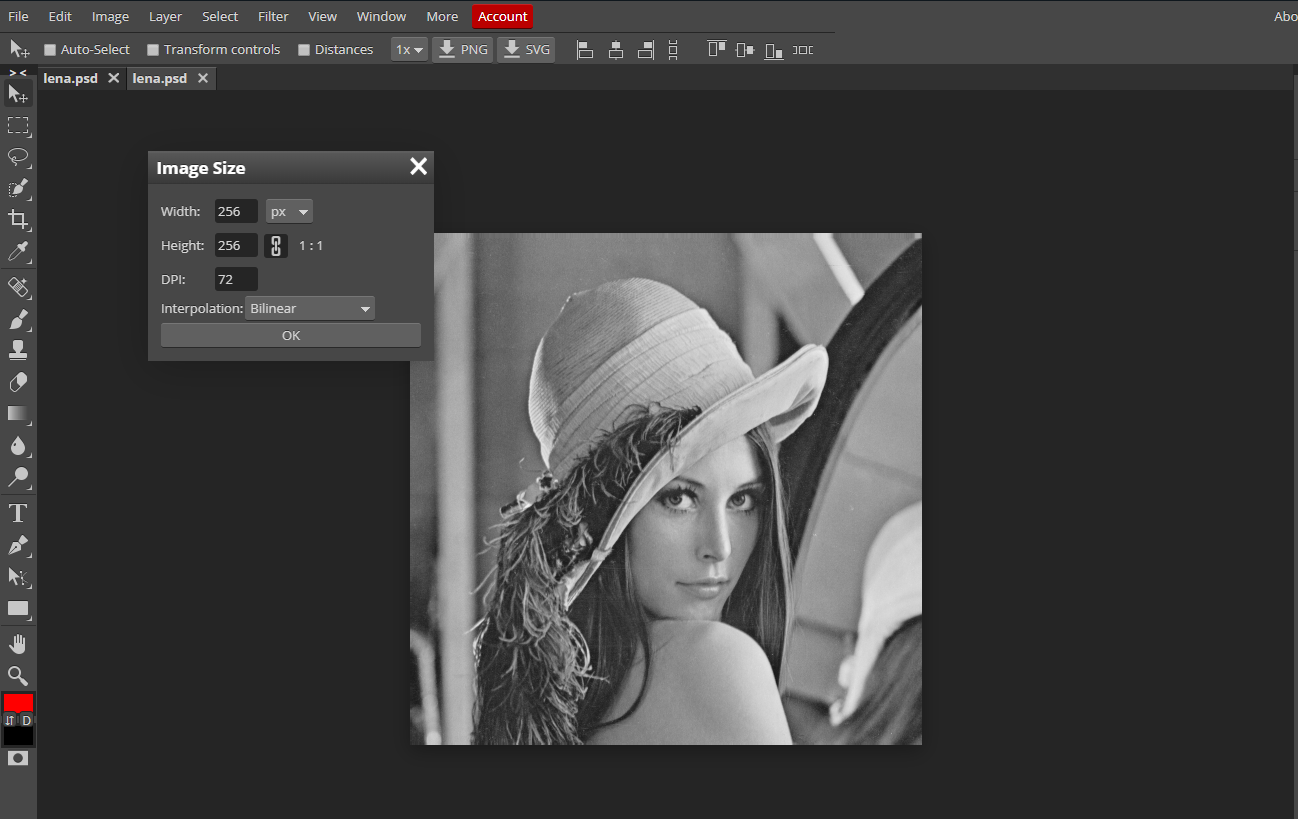 File Edit Image Layer Select Filter View Window More Account Abo
Auto-Select Transform controls Distances 1x PNG SVG
> <
lena.psd lena.psd
Image Size
Width: 256 px
Height: 256 1 : 1
DPI: 72
Interpolation: Bilinear
OK
D